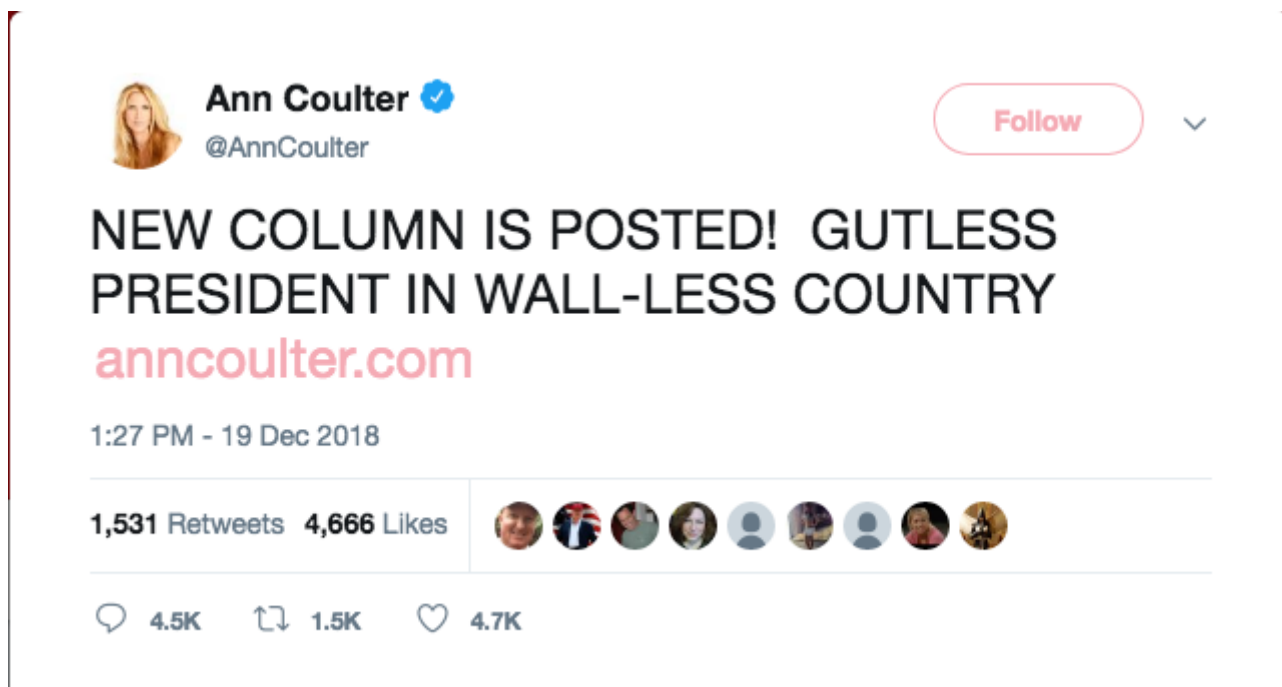 Ann Coulter
@AnnCoulter
Follow
NEW COLUMN IS POSTED!  GUTLESS
PRESIDENT IN WALL-LESS COUNTRY
anncoulter.com
1:27 PM - 19 Dec 2018
1,531 Retweets 4,666 Likes
4.5K 1.5K 4.7K